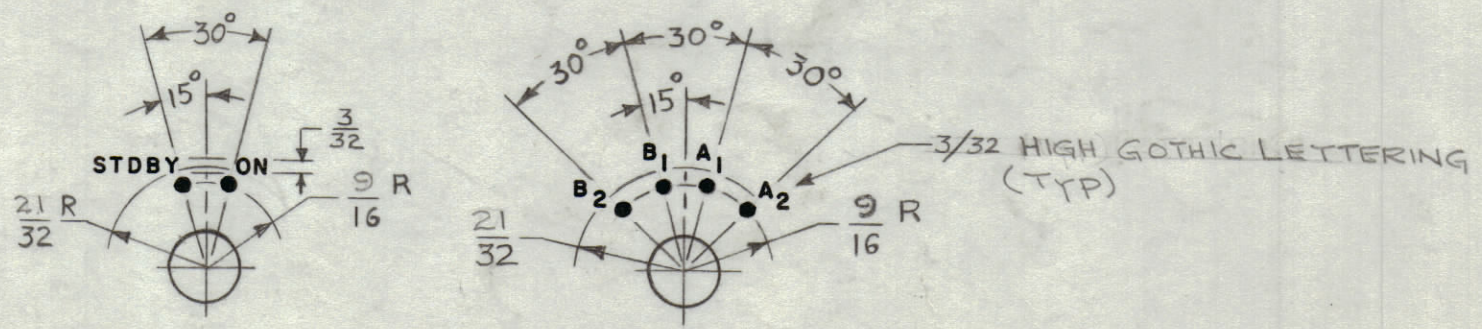 30°
15°
3/32
STDBY ON
21/32 R
9/16 R
30° 30° 30°
15°
B1 A1
B2 A2
21/32
9/16 R
3/32 HIGH GOTHIC LETTERING
(TYP)